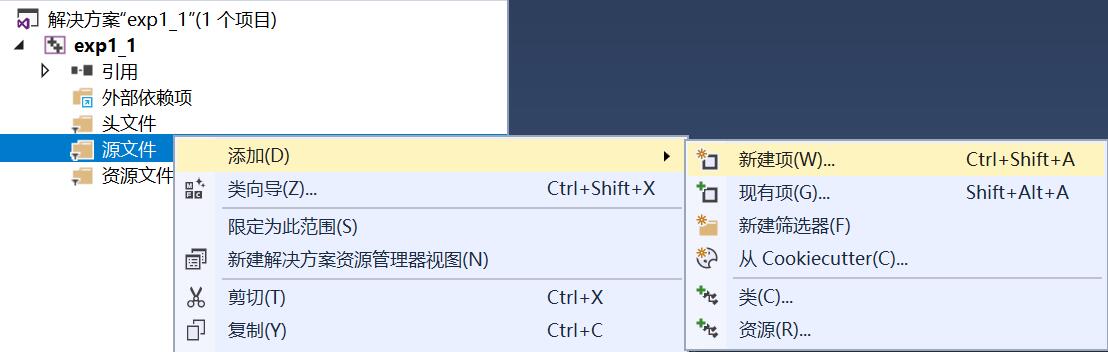 解决方案"exp1_1"(1 个项目)
exp1_1
引用
外部依赖项
头文件
源文件
资源文件
添加(D)
类向导(Z)... Ctrl+Shift+X
限定为此范围(S)
新建解决方案资源管理器视图(N)
剪切(T) Ctrl+X
复制(Y) Ctrl+C
新建项(W)... Ctrl+Shift+A
现有项(G)... Shift+Alt+A
新建筛选器(F)
从 Cookiecutter(C)...
类(C)...
资源(R)...